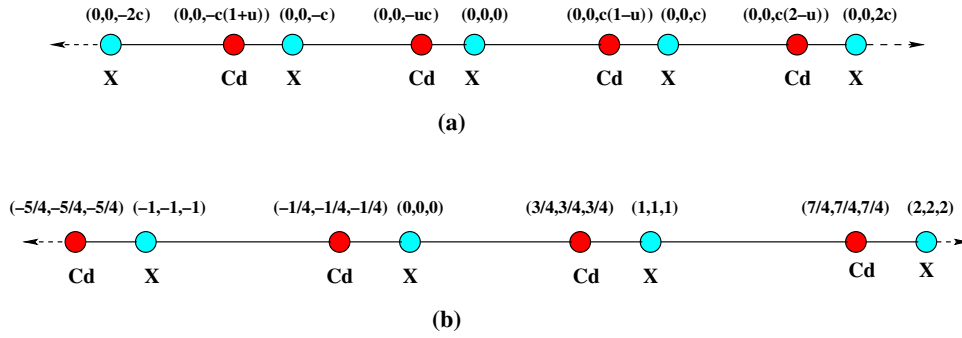 (0,0,−2c) (0,0,−c(1+u)) (0,0,−c) (0,0,−uc) (0,0,0) (0,0,c(1−u)) (0,0,c) (0,0,c(2−u)) (0,0,2c)
X Cd X Cd X Cd X Cd X
(a)
(−5/4,−5/4,−5/4) (−1,−1,−1) (−1/4,−1/4,−1/4) (0,0,0) (3/4,3/4,3/4) (1,1,1) (7/4,7/4,7/4) (2,2,2)
Cd X Cd X Cd X Cd X
(b)